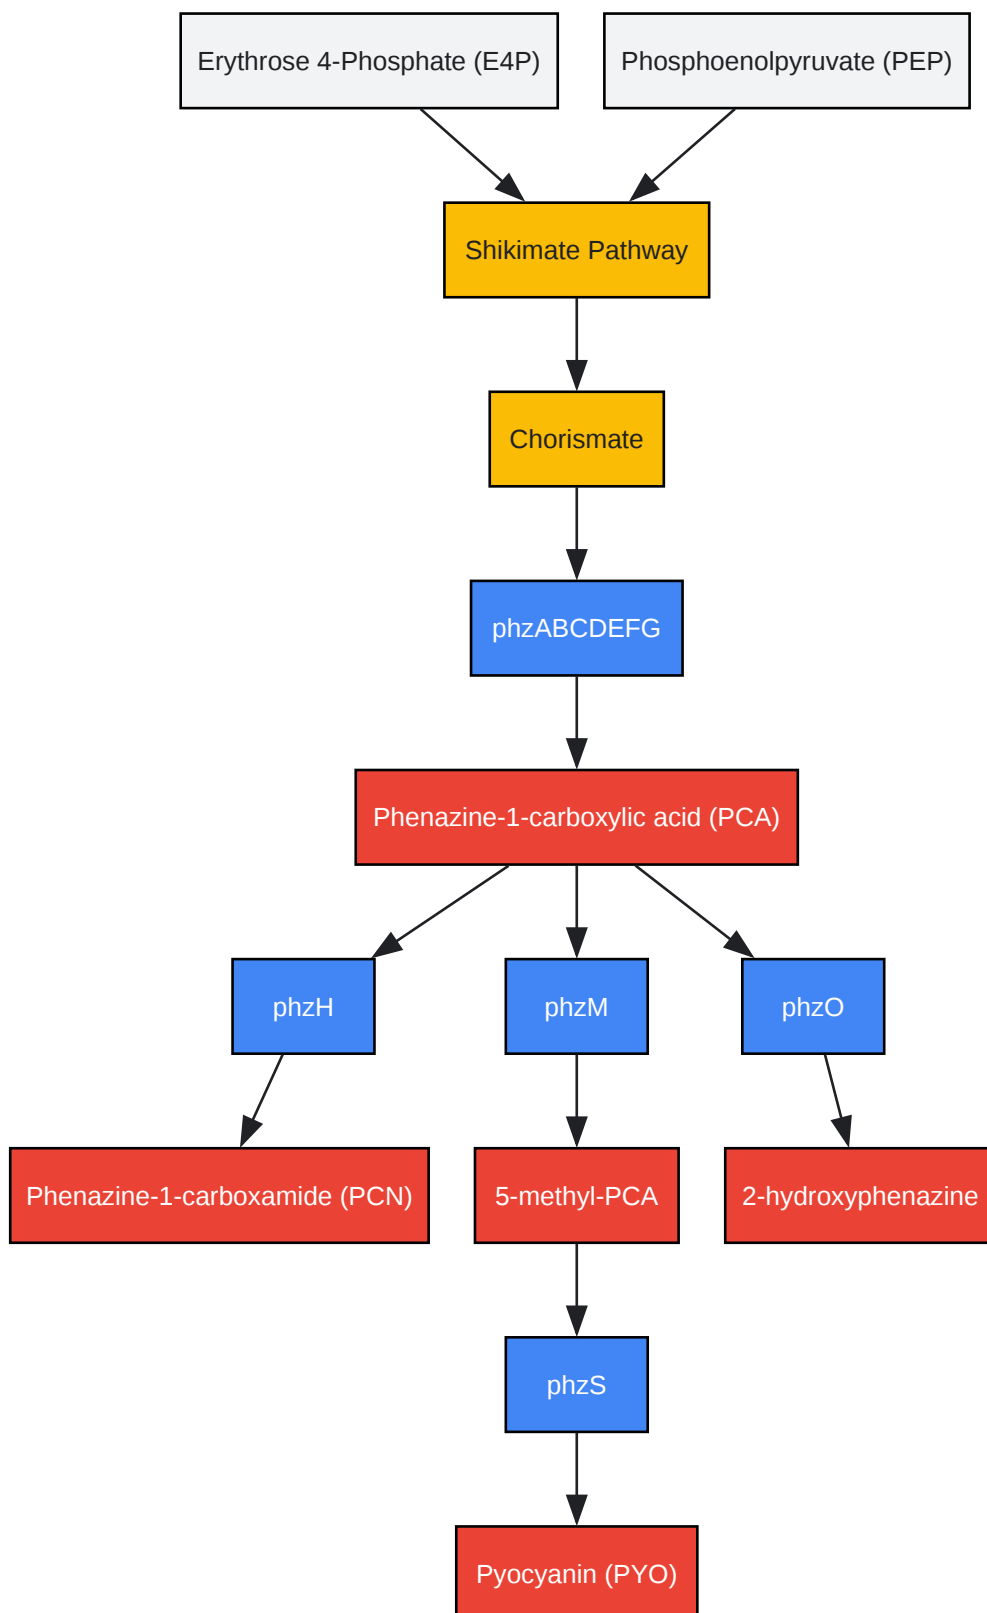 Erythrose 4-Phosphate (E4P)
Phosphoenolpyruvate (PEP)
Shikimate Pathway
Chorismate
phzABCDEFG
Phenazine-1-carboxylic acid (PCA)
phzH
phzM
phzO
Phenazine-1-carboxamide (PCN)
5-methyl-PCA
2-hydroxyphenazine
phzS
Pyocyanin (PYO)